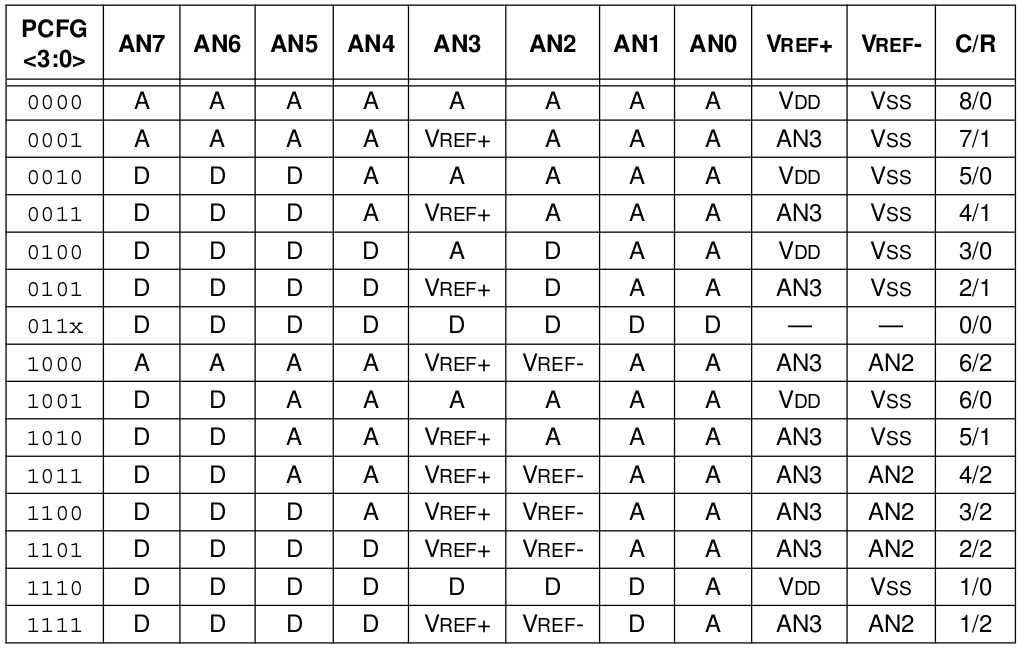 PCFG <3:0> AN7 AN6 AN5 AN4 AN3 AN2 AN1 AN0 VREF+ VREF- C/R
0000 A A A A A A A A VDD VSS 8/0
0001 A A A A VREF+ A A A AN3 VSS 7/1
0010 D D D A A A A A VDD VSS 5/0
0011 D D D A VREF+ A A A AN3 VSS 4/1
0100 D D D D A D A A VDD VSS 3/0
0101 D D D D VREF+ D A A AN3 VSS 2/1
011x D D D D D D D D — — 0/0
1000 A A A A VREF+ VREF- A A AN3 AN2 6/2
1001 D D A A A A A A VDD VSS 6/0
1010 D D A A VREF+ A A A AN3 VSS 5/1
1011 D D A A VREF+ VREF- A A AN3 AN2 4/2
1100 D D D A VREF+ VREF- A A AN3 AN2 3/2
1101 D D D D VREF+ VREF- A A AN3 AN2 2/2
1110 D D D D D D D A VDD VSS 1/0
1111 D D D D VREF+ VREF- D A AN3 AN2 1/2